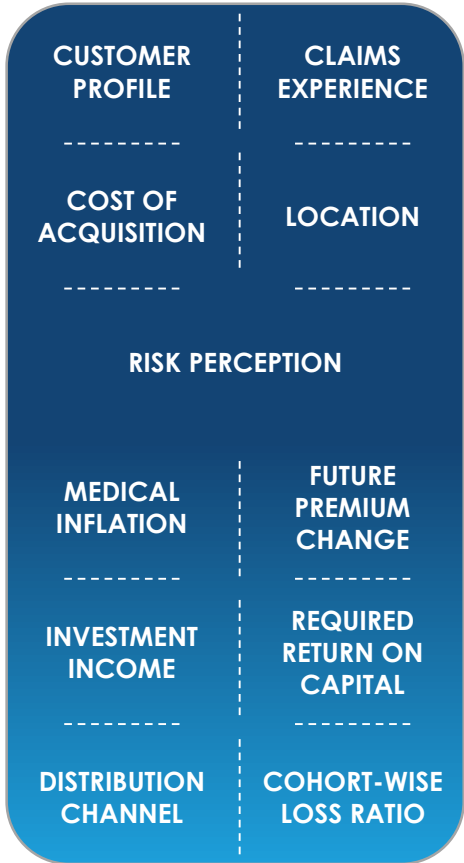 CUSTOMER
PROFILE
CLAIMS
EXPERIENCE
COST OF
ACQUISITION
LOCATION
RISK PERCEPTION
MEDICAL
INFLATION
FUTURE
PREMIUM
CHANGE
INVESTMENT
INCOME
REQUIRED
RETURN ON
CAPITAL
DISTRIBUTION
CHANNEL
COHORT-WISE
LOSS RATIO